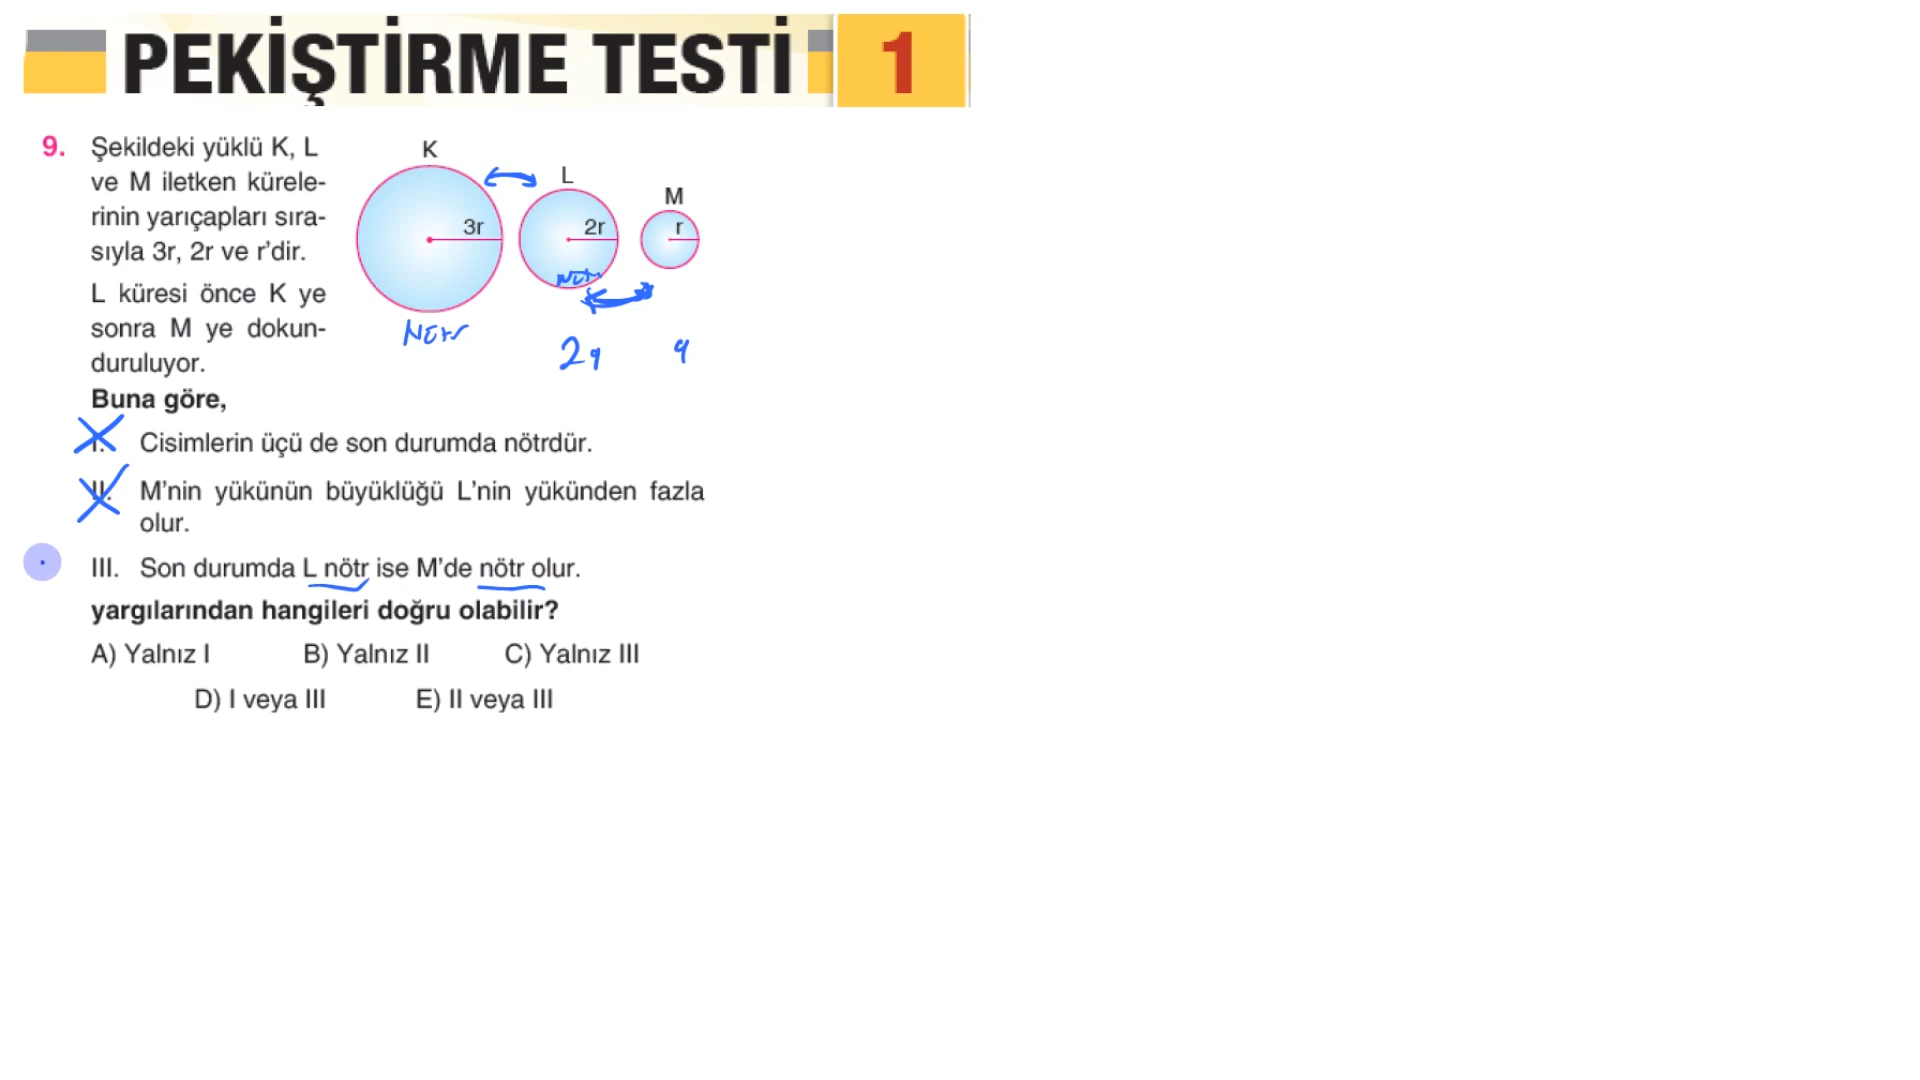 PEKİŞTİRME TESTİ 1
9. Şekildeki yüklü K, L
ve M iletken kürele-
rinin yarıçapları sıra-
sıyla 3r, 2r ve r’dir.
L küresi önce K ye
sonra M ye dokun-
duruluyor.
K
L
M
3r
2r
r
Nötr
Nötr
2q
q
Buna göre,
I. Cisimlerin üçü de son durumda nötrdür.
II. M’nin yükünün büyüklüğü L’nin yükünden fazla
olur.
III. Son durumda L nötr ise M’de nötr olur.
yargılarından hangileri doğru olabilir?
A) Yalnız I B) Yalnız II C) Yalnız III
D) I veya III E) II veya III